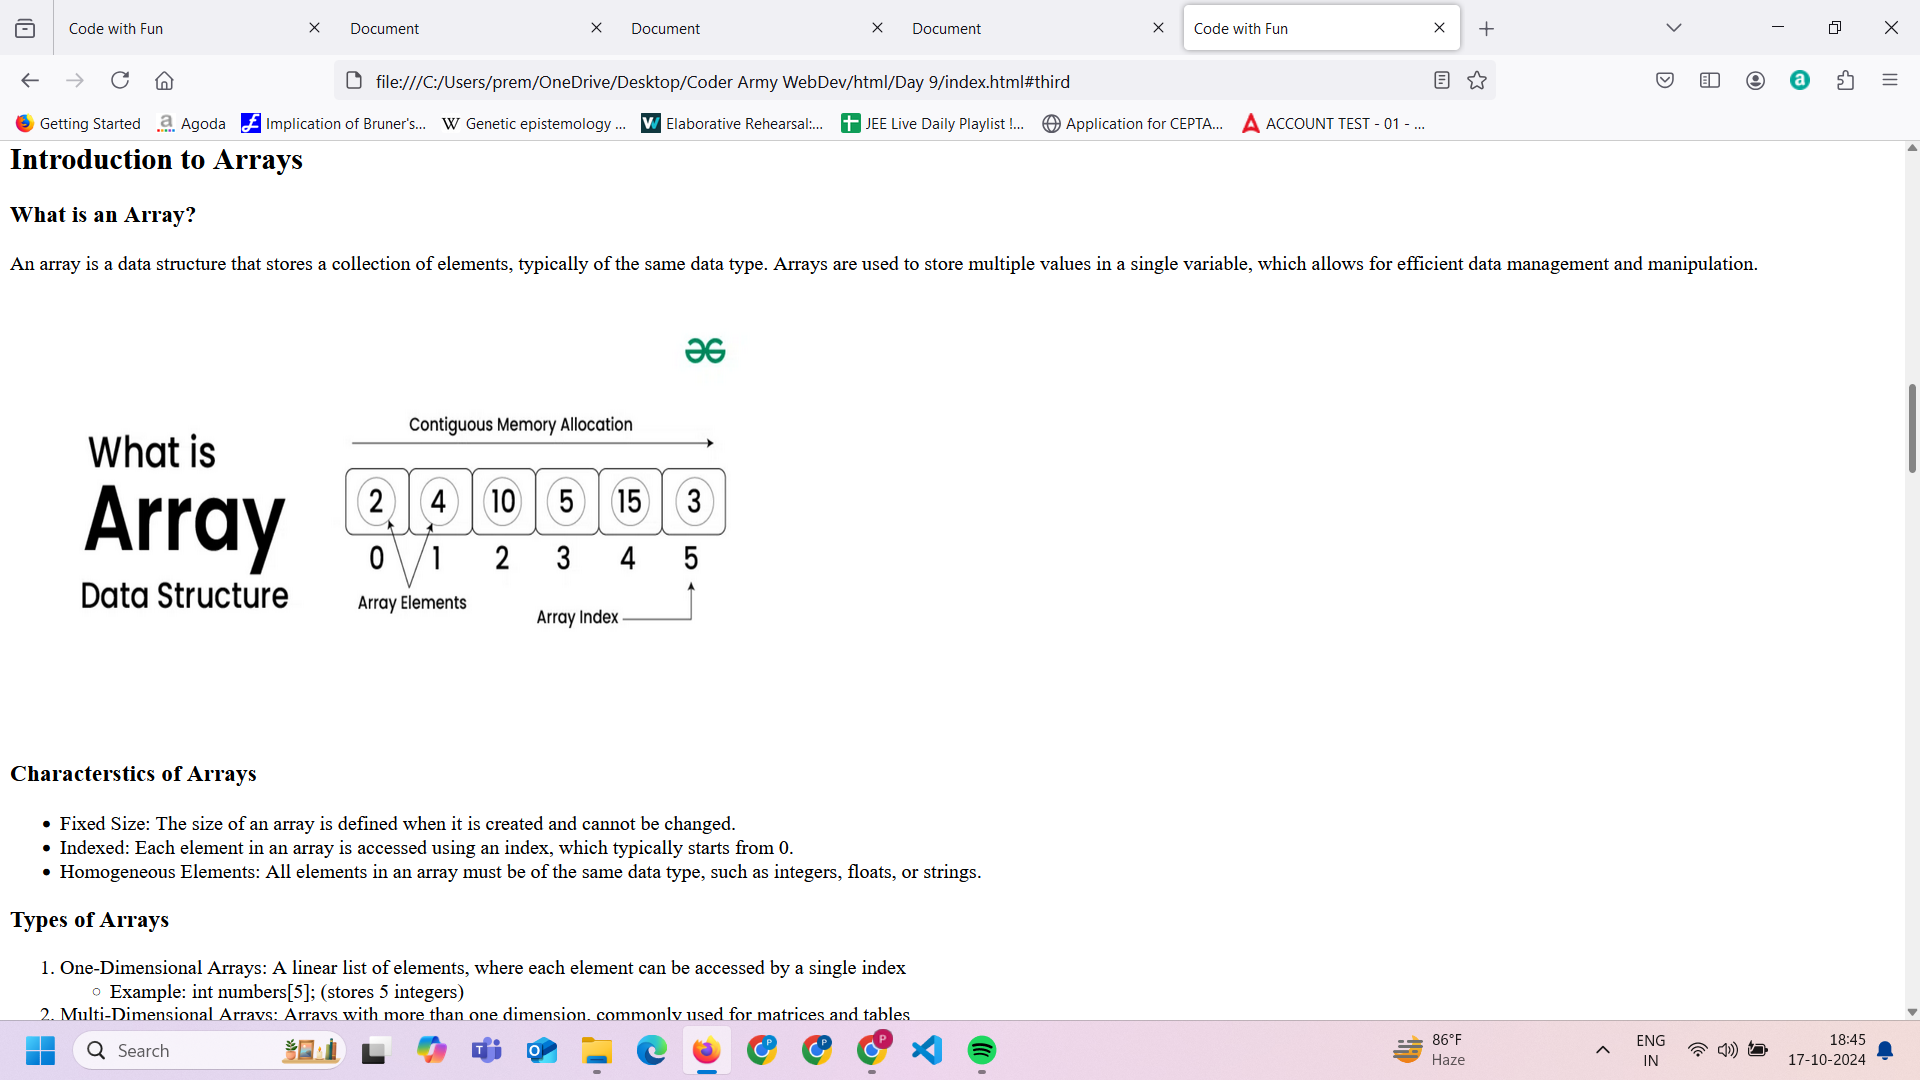 Code with Fun
Document
Document
Document
Code with Fun
file:///C:/Users/prem/OneDrive/Desktop/Coder Army WebDev/html/Day 9/index.html#third
Getting Started
Agoda
Implication of Bruner's...
Genetic epistemology ...
Elaborative Rehearsal:...
JEE Live Daily Playlist !...
Application for CEPTA...
ACCOUNT TEST - 01 - ...
Introduction to Arrays
What is an Array?
An array is a data structure that stores a collection of elements, typically of the same data type. Arrays are used to store multiple values in a single variable, which allows for efficient data management and manipulation.
What is
Array
Data Structure
Contiguous Memory Allocation
2 4 10 5 15 3
0 1 2 3 4 5
Array Elements
Array Index
Characterstics of Arrays
Fixed Size: The size of an array is defined when it is created and cannot be changed.
Indexed: Each element in an array is accessed using an index, which typically starts from 0.
Homogeneous Elements: All elements in an array must be of the same data type, such as integers, floats, or strings.
Types of Arrays
1. One-Dimensional Arrays: A linear list of elements, where each element can be accessed by a single index
Example: int numbers[5]; (stores 5 integers)
2. Multi-Dimensional Arrays: Arrays with more than one dimension, commonly used for matrices and tables
Search
86°F
Haze
ENG
IN
18:45
17-10-2024